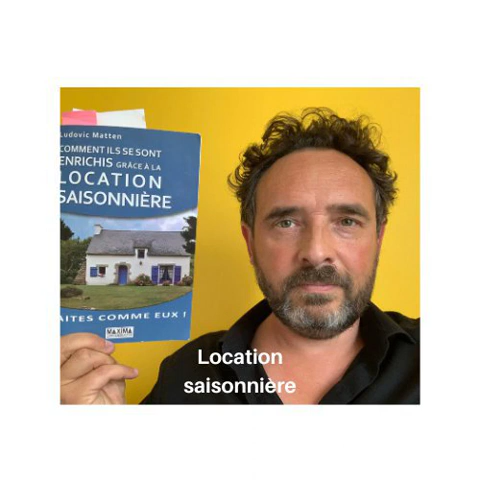 Ludovic Matten
COMMENT ILS SE SONT
ENRICHIS GRÂCE À LA
LOCATION
SAISONNIÈRE
AITES COMME EUX !
MAXIMA
Location
saisonnière